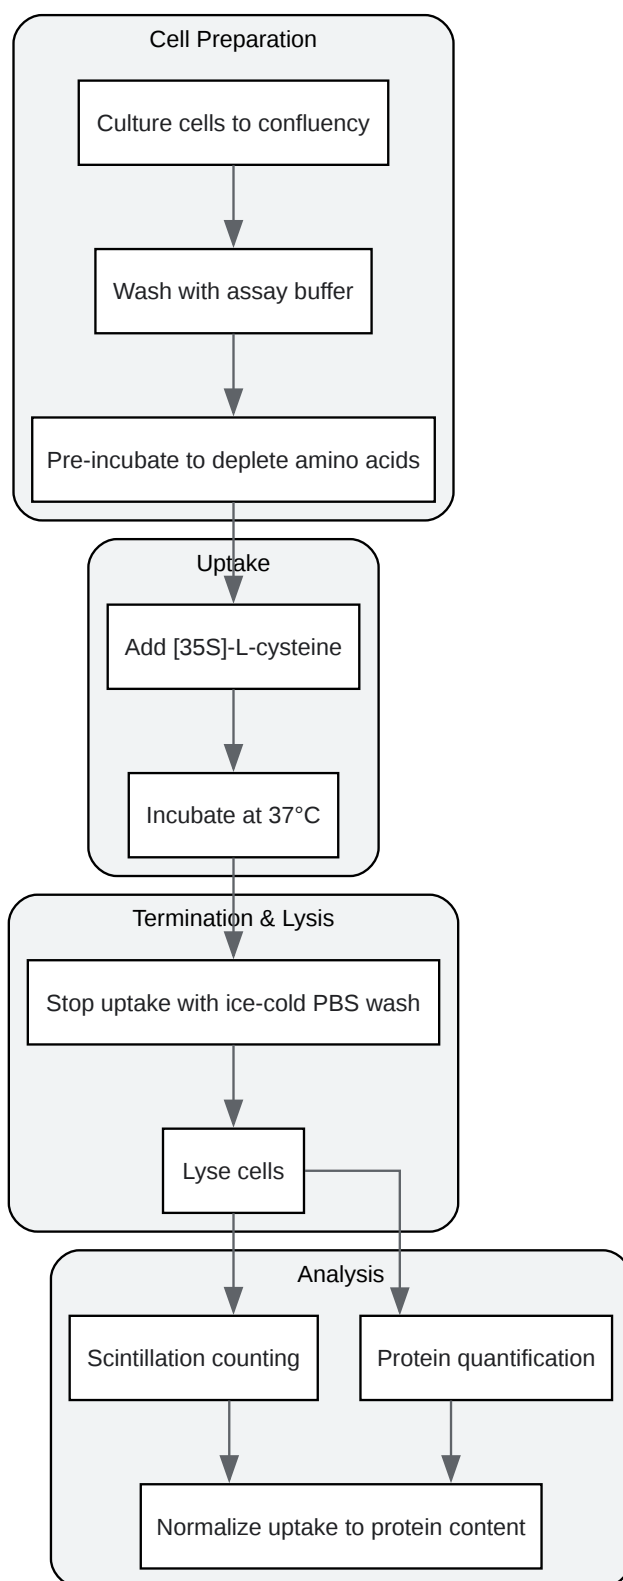 Cell Preparation
Culture cells to confluency
Wash with assay buffer
Pre-incubate to deplete amino acids
Uptake
Add [35S]-L-cysteine
Incubate at 37°C
Termination & Lysis
Stop uptake with ice-cold PBS wash
Lyse cells
Analysis
Scintillation counting
Protein quantification
Normalize uptake to protein content